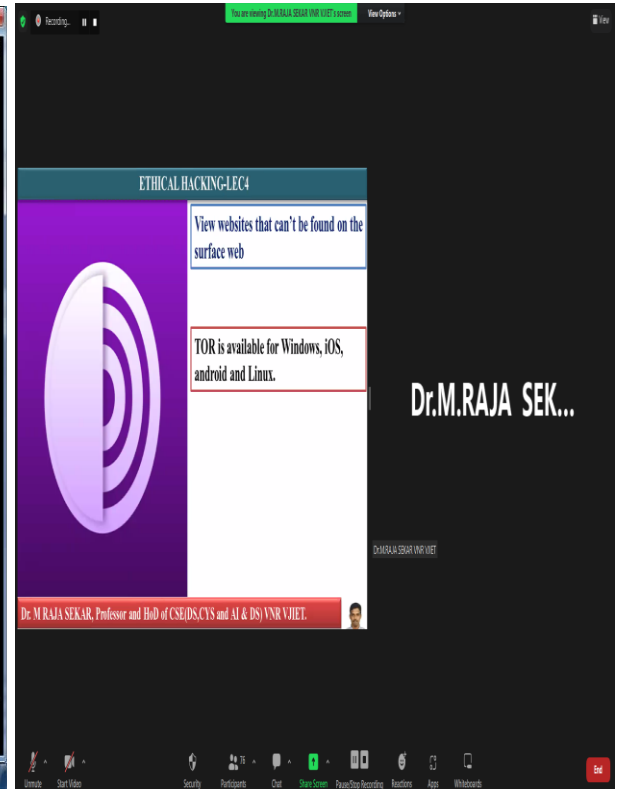 Recording...
You are viewing Dr.M.RAJA SEKAR VNR VJIET's screen
View Options
View
ETHICAL HACKING-LEC4
View websites that can't be found on the
surface web
TOR is available for Windows, iOS,
android and Linux.
Dr.M.RAJA SEK...
Dr.M.RAJA SEKAR VNR VJIET
Dr. M RAJA SEKAR, Professor and HoD of CSE(DS,CYS and AI & DS) VNR VJIET.
Unmute
Start Video
Security
76
Participants
Chat
Share Screen
Pause/Stop Recording
Reactions
Apps
Whiteboards
End